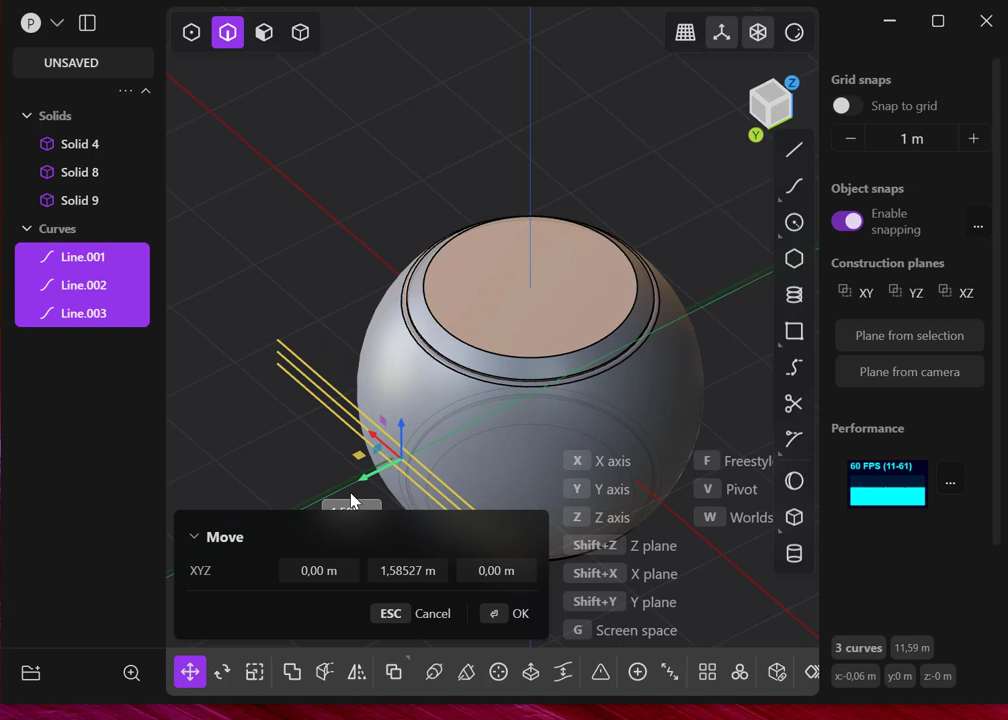 P
UNSAVED
...
Solids
Solid 4
Solid 8
Solid 9
Curves
Line.001
Line.002
Line.003
Z
Y
X X axis
Y Y axis
Z Z axis
Shift+Z Z plane
Shift+X X plane
Shift+Y Y plane
G Screen space
F Freestyle
V Pivot
W Worlds
Move
XYZ 0,00 m 1,58527 m 0,00 m
ESC Cancel OK
Grid snaps
Snap to grid
1 m
Object snaps
Enable
snapping
...
Construction planes
XY YZ XZ
Plane from selection
Plane from camera
Performance
60 FPS (11-61)
...
3 curves 11,59 m
x:-0,06 m y:0 m z:-0 m